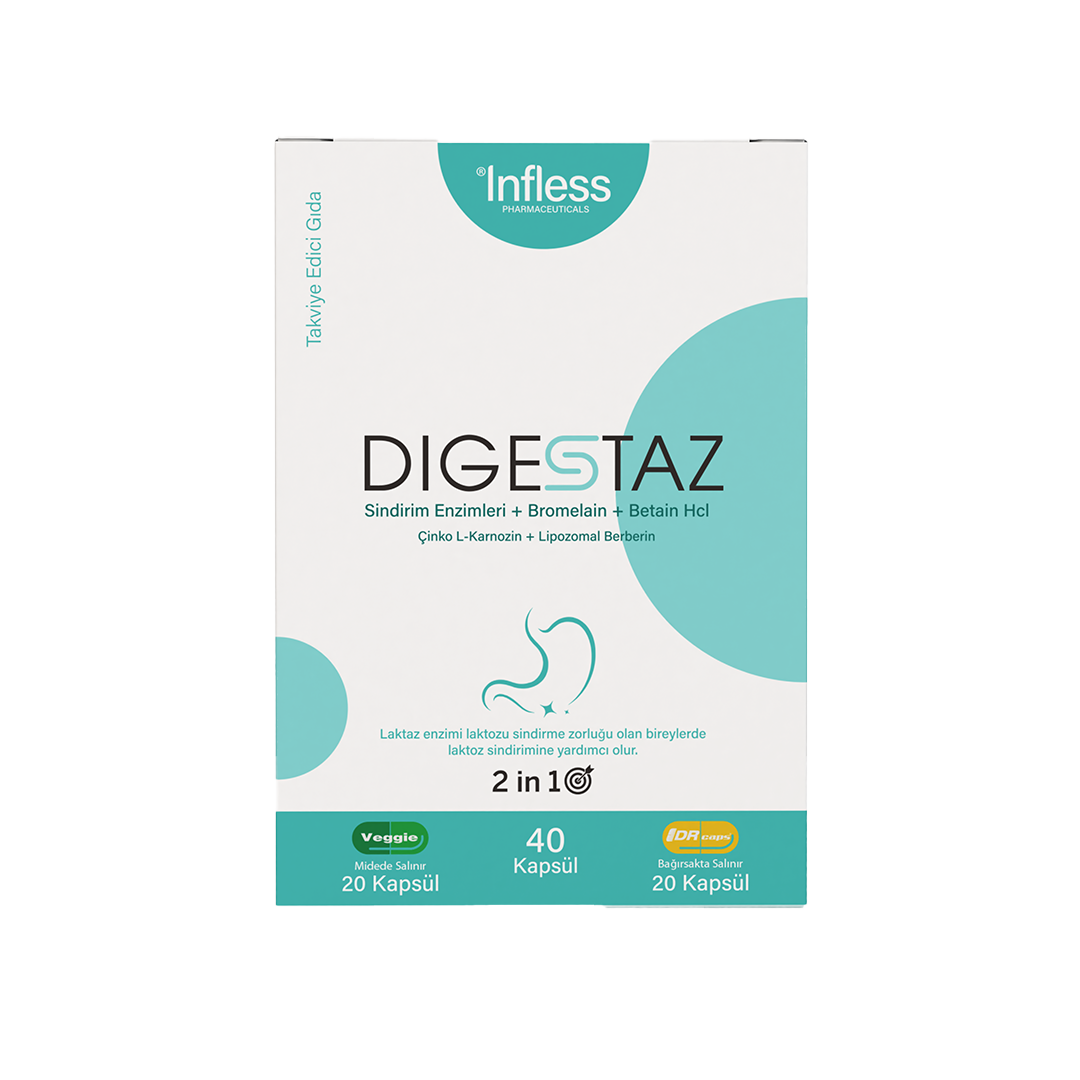 ®Infless
PHARMACEUTICALS
Takviye Edici Gıda
DIGESTAZ
Sindirim Enzimleri + Bromelain + Betain Hcl
Çinko L-Karnozin + Lipozomal Berberin
Laktaz enzimi laktozu sindirme zorluğu olan bireylerde
laktoz sindirimine yardımcı olur.
2 in 1
Veggie
Midede Salınır
20 Kapsül
40
Kapsül
DR caps
Bağırsakta Salınır
20 Kapsül